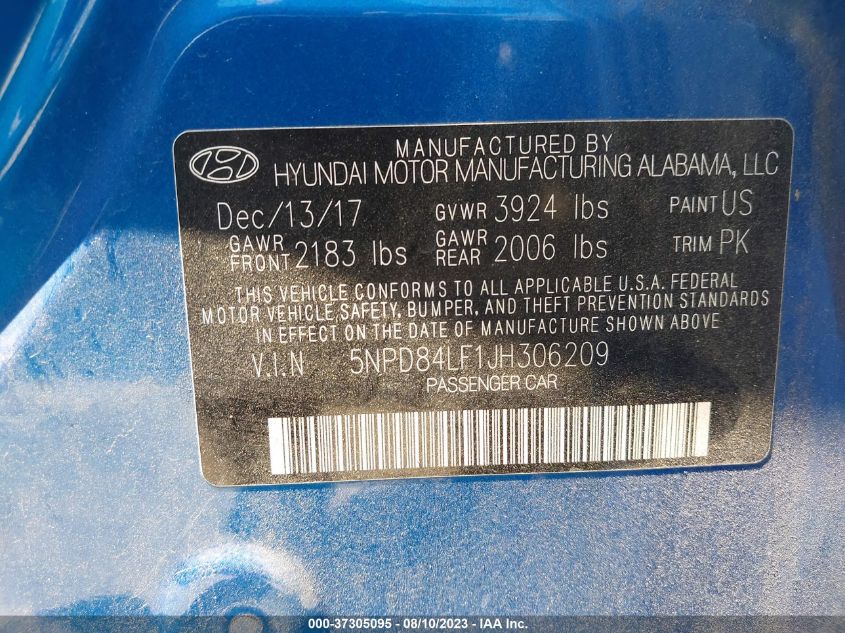 MANUFACTURED BY
HYUNDAI MOTOR MANUFACTURING ALABAMA, LLC
Dec/13/17 GVWR 3924 lbs PAINT US
GAWR FRONT 2183 lbs GAWR REAR 2006 lbs TRIM PK
THIS VEHICLE CONFORMS TO ALL APPLICABLE U.S.A. FEDERAL
MOTOR VEHICLE SAFETY, BUMPER, AND THEFT PREVENTION STANDARDS
IN EFFECT ON THE DATE OF MANUFACTURE SHOWN ABOVE
V.I.N 5NPD84LF1JH306209
PASSENGER CAR
000-37305095 - 08/10/2023 - IAA Inc.